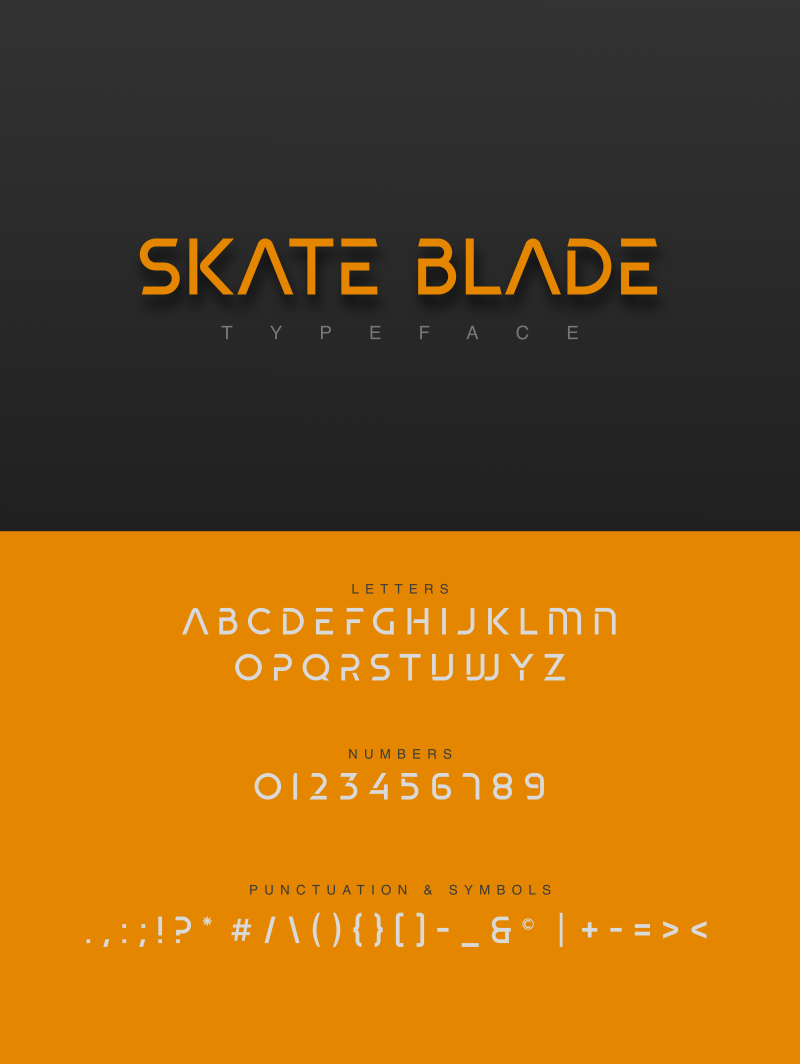 SKATE BLADE
TYPEFACE
LETTERS
ABCDEFGHIJKLMN
OPQRSTUWYZ
NUMBERS
0123456789
PUNCTUATION & SYMBOLS
.,:;!?*#/\(){}[]-_&©|+-=><